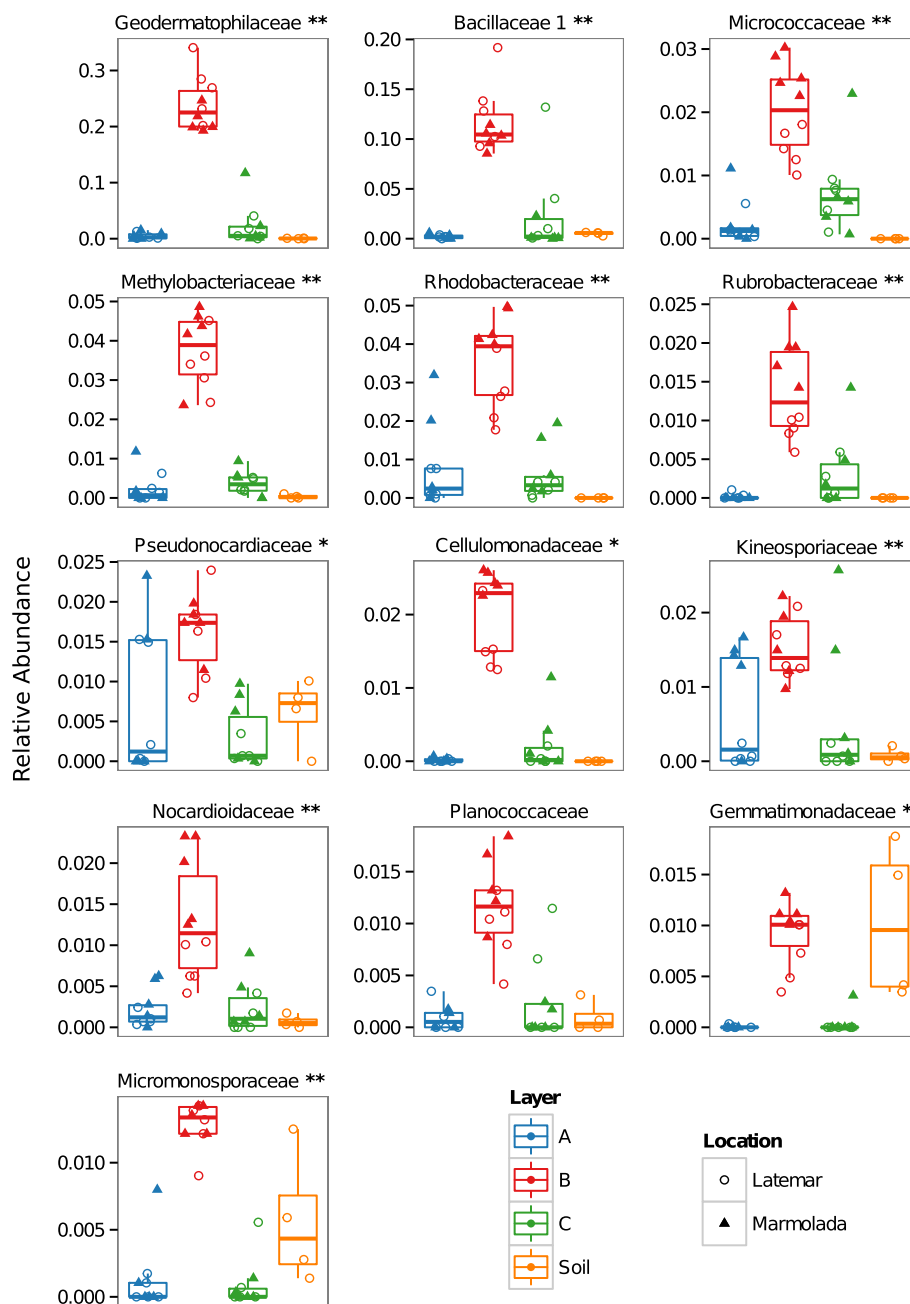 Geodermatophilaceae **
Bacillaceae 1 **
Micrococcaceae **
0.3
0.2
0.1
0.0
0.20
0.15
0.10
0.05
0.00
0.03
0.02
0.01
0.00
Methylobacteriaceae **
Rhodobacteraceae **
Rubrobacteraceae **
0.05
0.04
0.03
0.02
0.01
0.00
0.05
0.04
0.03
0.02
0.01
0.00
0.025
0.020
0.015
0.010
0.005
0.000
Relative Abundance
Pseudonocardiaceae *
Cellulomonadaceae *
Kineosporiaceae **
0.025
0.020
0.015
0.010
0.005
0.000
0.02
0.01
0.00
0.02
0.01
0.00
Nocardioidaceae **
Planococcaceae
Gemmatimonadaceae *
0.020
0.015
0.010
0.005
0.000
0.015
0.010
0.005
0.000
0.015
0.010
0.005
0.000
Micromonosporaceae **
0.010
0.005
0.000
Layer
A
B
C
Soil
Location
Latemar
Marmolada